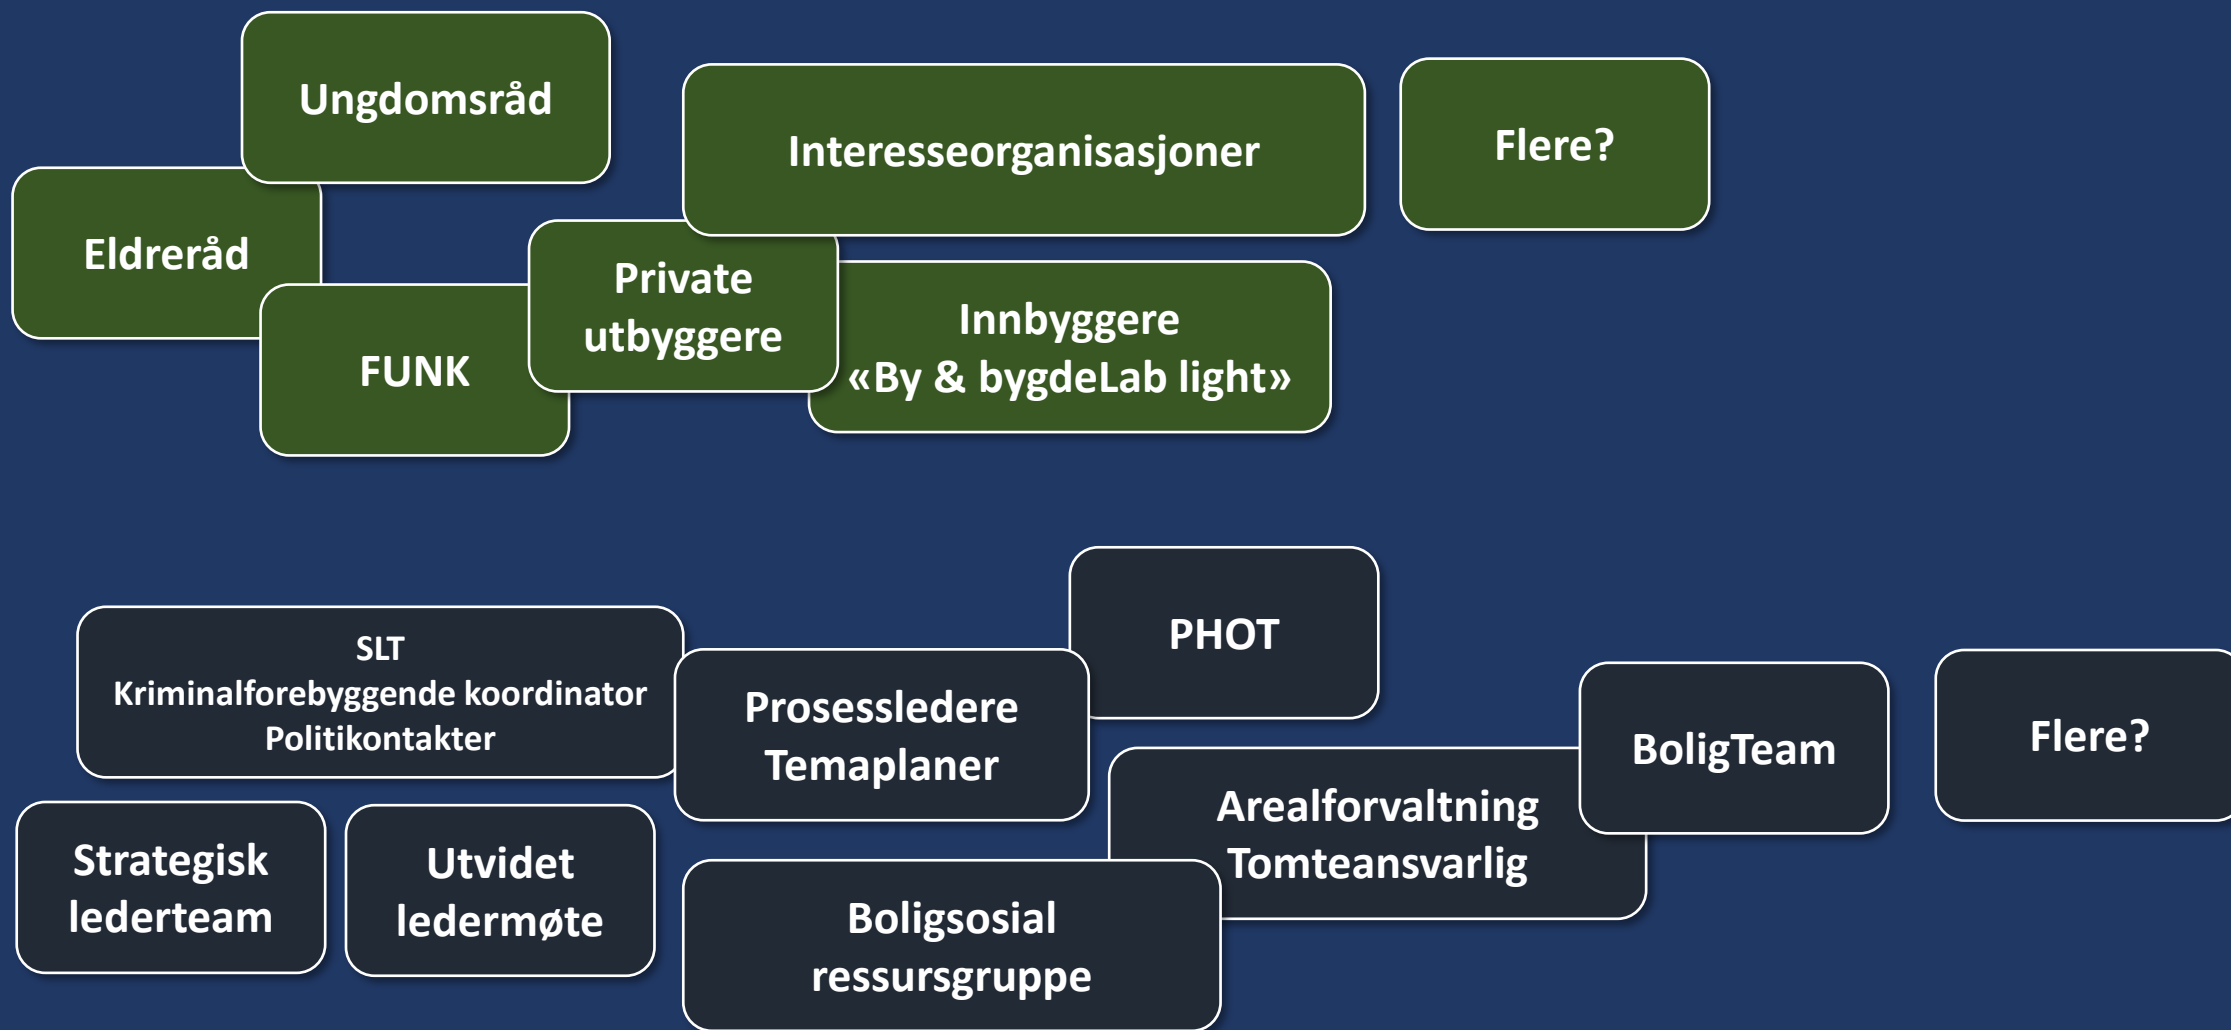 Ungdomsråd
Interesseorganisasjoner
Flere?
Eldreråd
FUNK
Private
utbyggere
Innbyggere
«By & bygdeLab light»
SLT
Kriminalforebyggende koordinator
Politikontakter
Prosessledere
Temaplaner
PHOT
BoligTeam
Flere?
Strategisk
lederteam
Utvidet
ledermøte
Boligsosial
ressursgruppe
Arealforvaltning
Tomteansvarlig